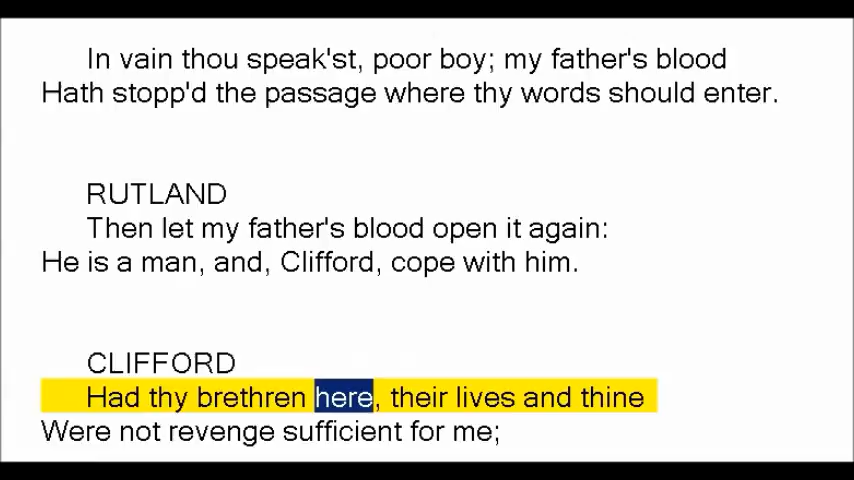 In vain thou speak'st, poor boy; my father's blood
Hath stopp'd the passage where thy words should enter.
RUTLAND
Then let my father's blood open it again:
He is a man, and, Clifford, cope with him.
CLIFFORD
Had thy brethren here, their lives and thine
Were not revenge sufficient for me;